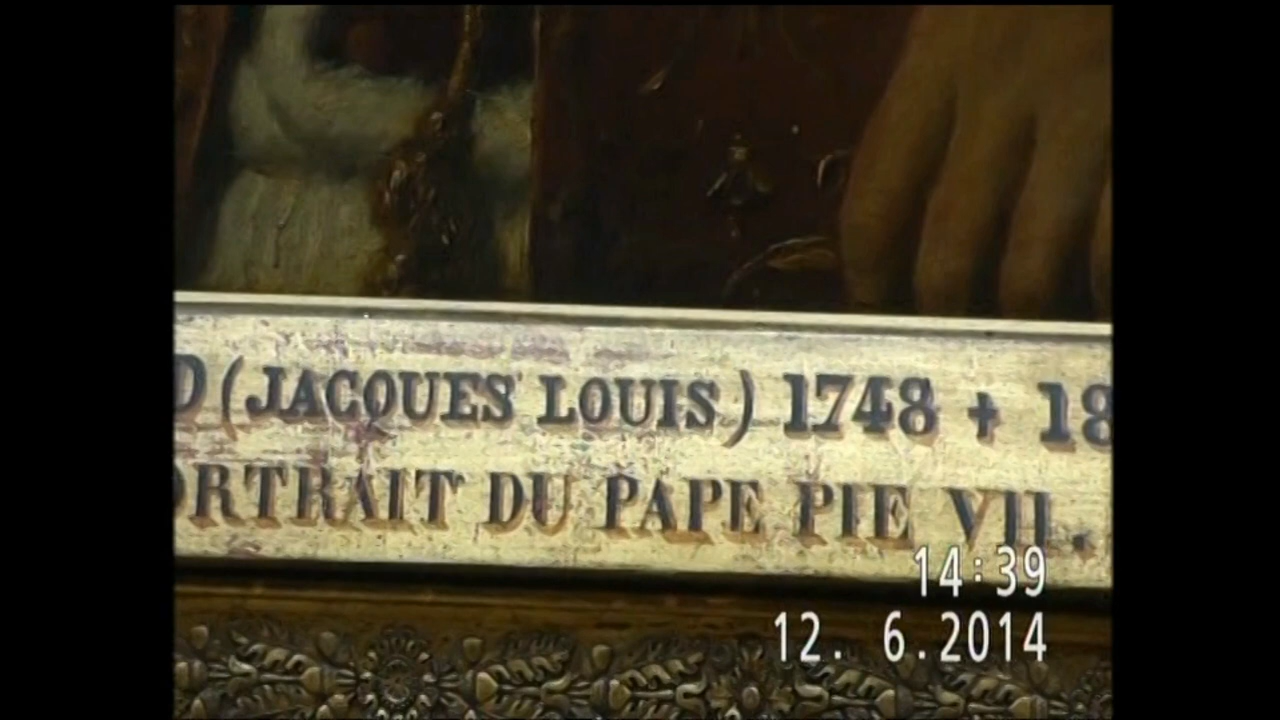 D (JACQUES LOUIS) 1748 + 18
ORTRAIT DU PAPE PIE VII.
14:39
12. 6.2014